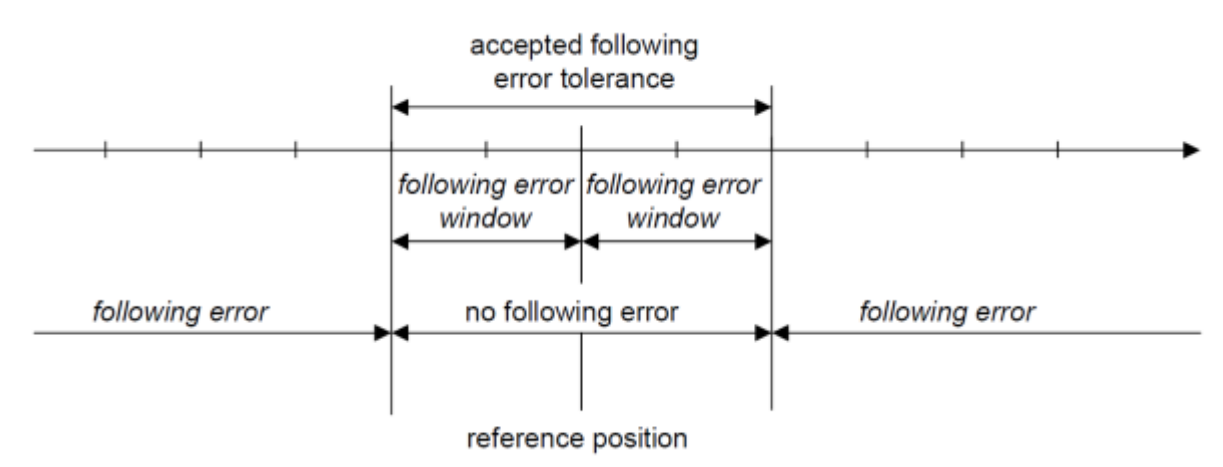 accepted following
error tolerance
following error following error
window window
following error no following error following error
reference position